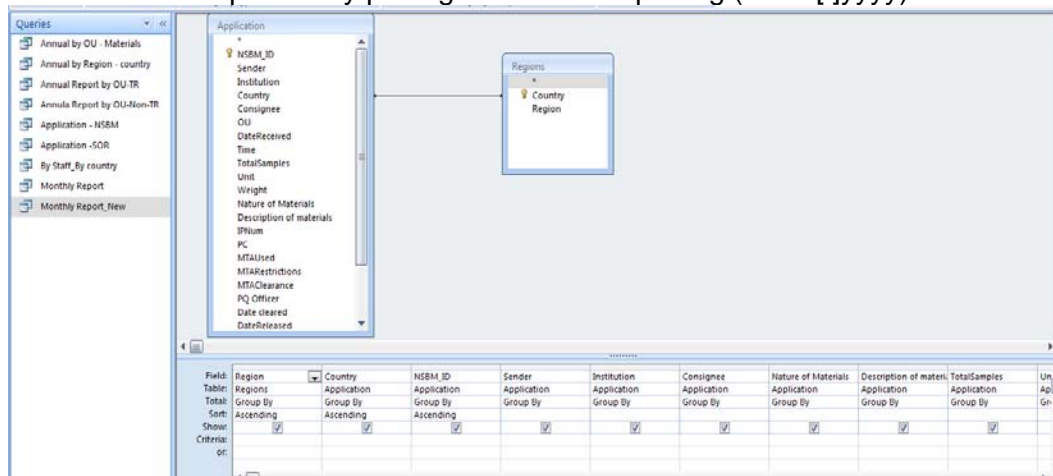 Queries
Annual by OU - Materials
Annual by Region - country
Annual Report by OU-TR
Annula Report by OU-Non-TR
Application - NSBM
Application -SOR
By Staff_By country
Monthly Report
Monthly Report_New
Application
*
NSBM_ID
Sender
Institution
Country
Consignee
OU
DateReceived
Time
TotalSamples
Unit
Weight
Nature of Materials
Description of materials
IPNum
PC
MTAUsed
MTARestrictions
MTAClearance
PQ Officer
Date cleared
DateReleased
Regions
*
Country
Region
Field: Region Country NSBM_ID Sender Institution Consignee Nature of Materials Description of materi TotalSamples Un
Table: Regions Application Application Application Application Application Application Application Application Ap
Total: Group By Group By Group By Group By Group By Group By Group By Group By Group By Gr
Sort: Ascending Ascending Ascending
Show:
Criteria:
or: